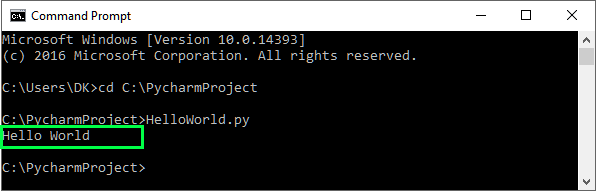 Command Prompt
Microsoft Windows [Version 10.0.14393]
(c) 2016 Microsoft Corporation. All rights reserved.
C:\Users\DK>cd C:\PycharmProject
C:\PycharmProject>HelloWorld.py
Hello World
C:\PycharmProject>